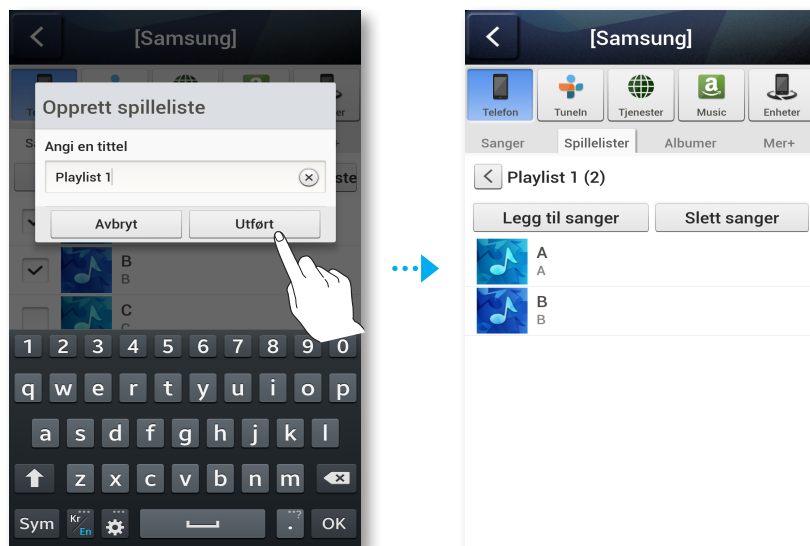 [Samsung]
Opprett spilleliste
Angi en tittel
Playlist 1
Avbryt Utført
B
B
C
C
1 2 3 4 5 6 7 8 9 0
q w e r t y u i o p
a s d f g h j k l
z x c v b n m
Sym Kr/En . OK
[Samsung]
Telefon TuneIn Tjenester Music Enheter
Sanger Spillelister Albumer Mer+
Playlist 1 (2)
Legg til sanger Slett sanger
A
A
B
B